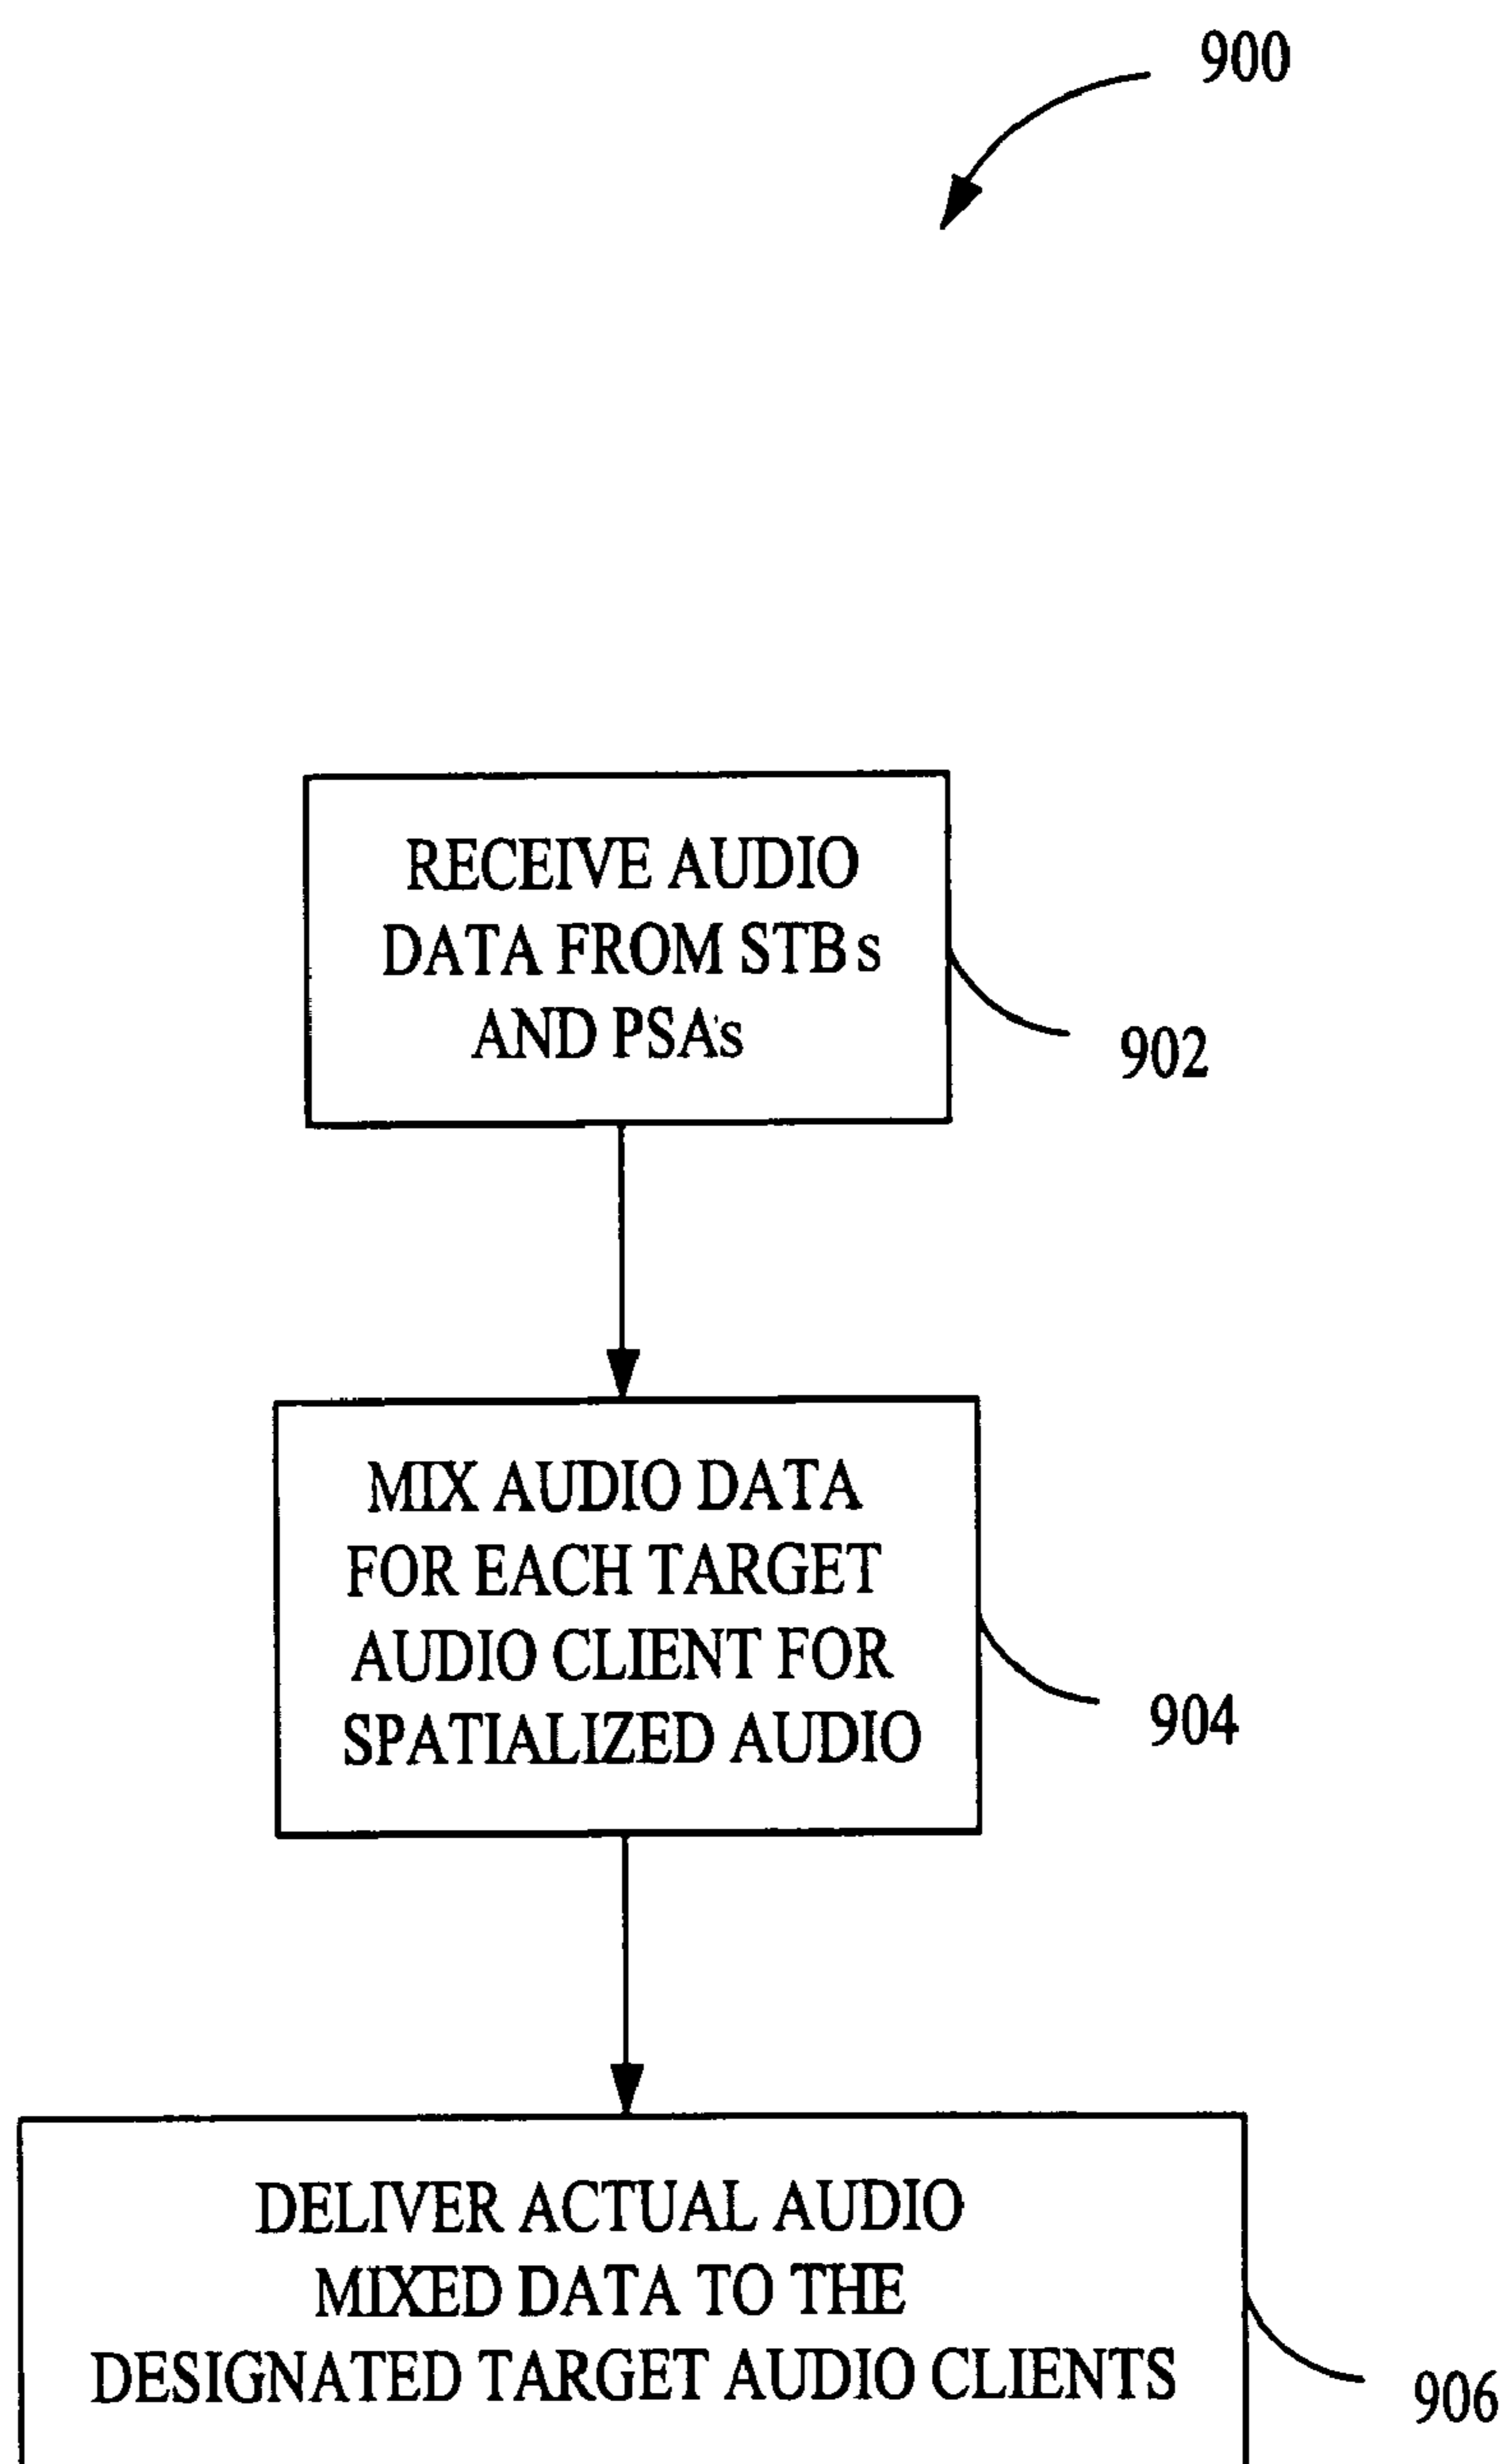 900
RECEIVE AUDIO
DATA FROM STBs
AND PSA's
902
MIX AUDIO DATA
FOR EACH TARGET
AUDIO CLIENT FOR
SPATIALIZED AUDIO
904
DELIVER ACTUAL AUDIO
MIXED DATA TO THE
DESIGNATED TARGET AUDIO CLIENTS
906